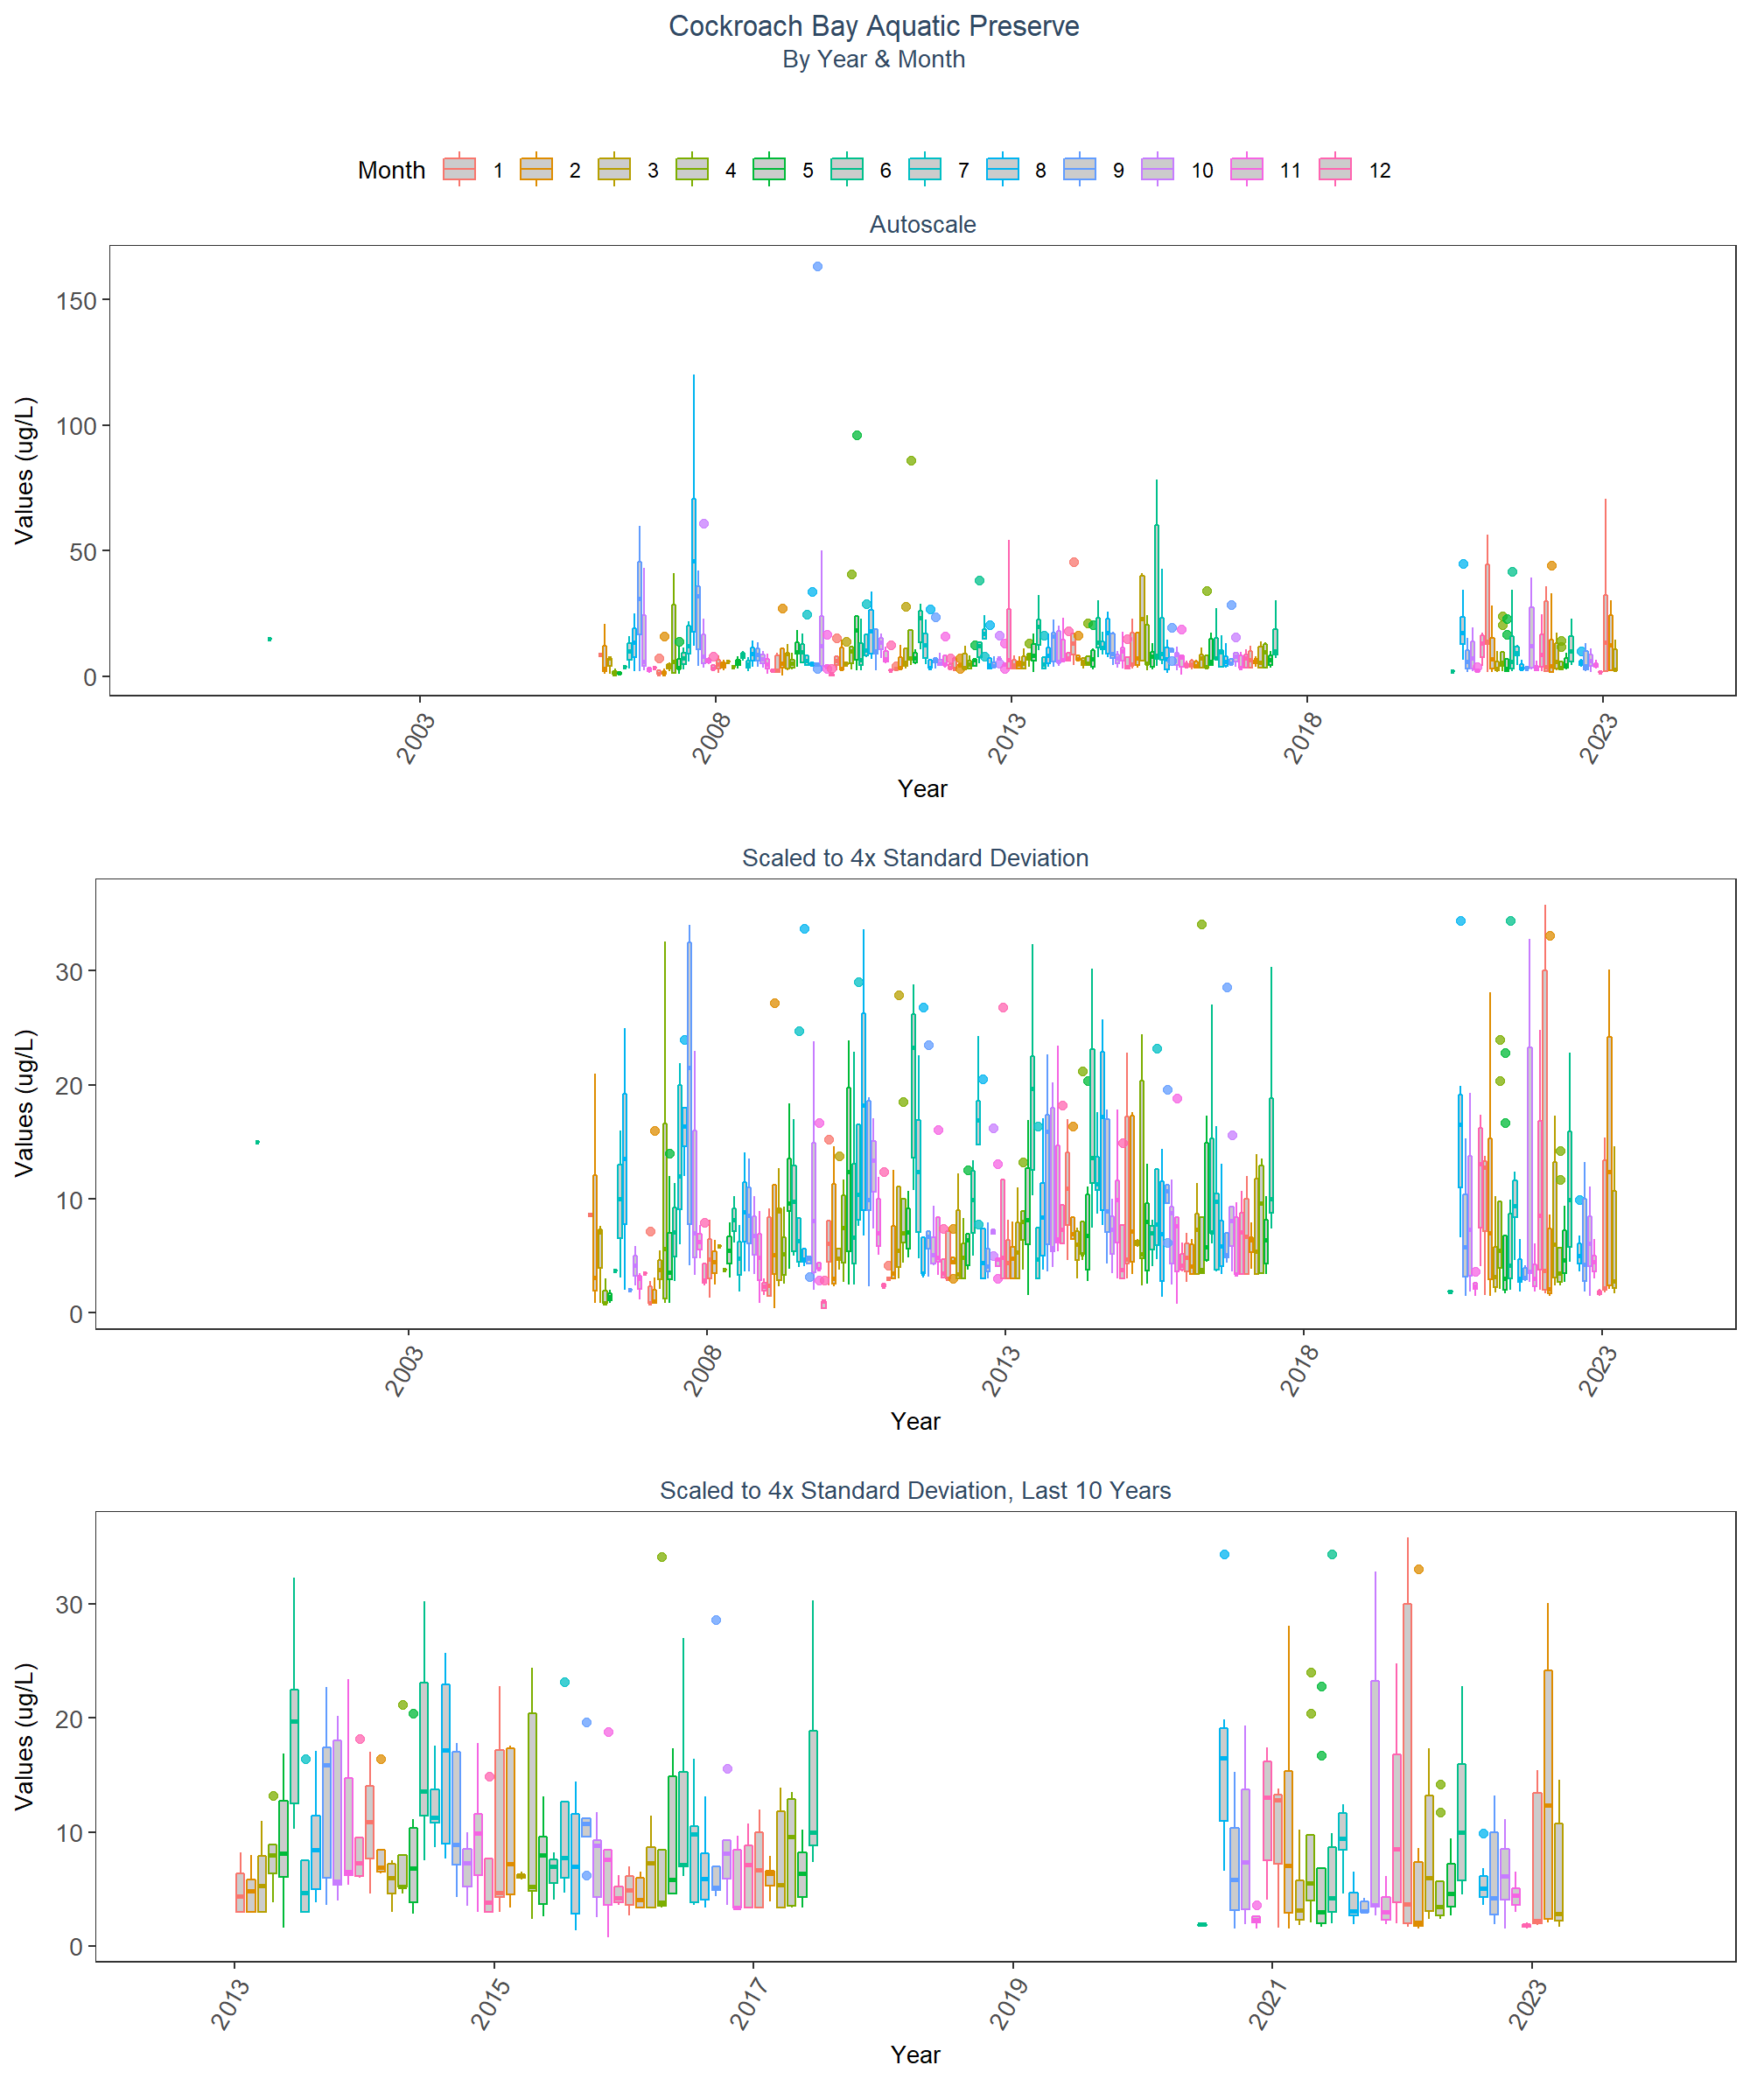 Cockroach Bay Aquatic Preserve
By Year & Month
Month 1 2 3 4 5 6 7 8 9 10 11 12
Autoscale
Values (ug/L)
150
100
50
0
2003 2008 2013 2018 2023
Year
Scaled to 4x Standard Deviation
Values (ug/L)
30
20
10
0
2003 2008 2013 2018 2023
Year
Scaled to 4x Standard Deviation, Last 10 Years
Values (ug/L)
30
20
10
0
2013 2015 2017 2019 2021 2023
Year